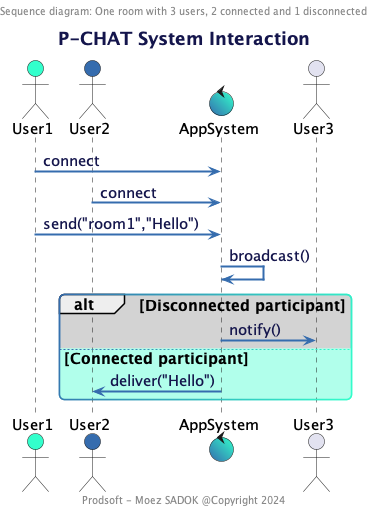 Sequence diagram: One room with 3 users, 2 connected and 1 disconnected
P-CHAT System Interaction
User1 User2 AppSystem User3
connect
connect
send("room1","Hello")
broadcast()
alt [Disconnected participant]
notify()
[Connected participant]
deliver("Hello")
User1 User2 AppSystem User3
Prodsoft - Moez SADOK @Copyright 2024